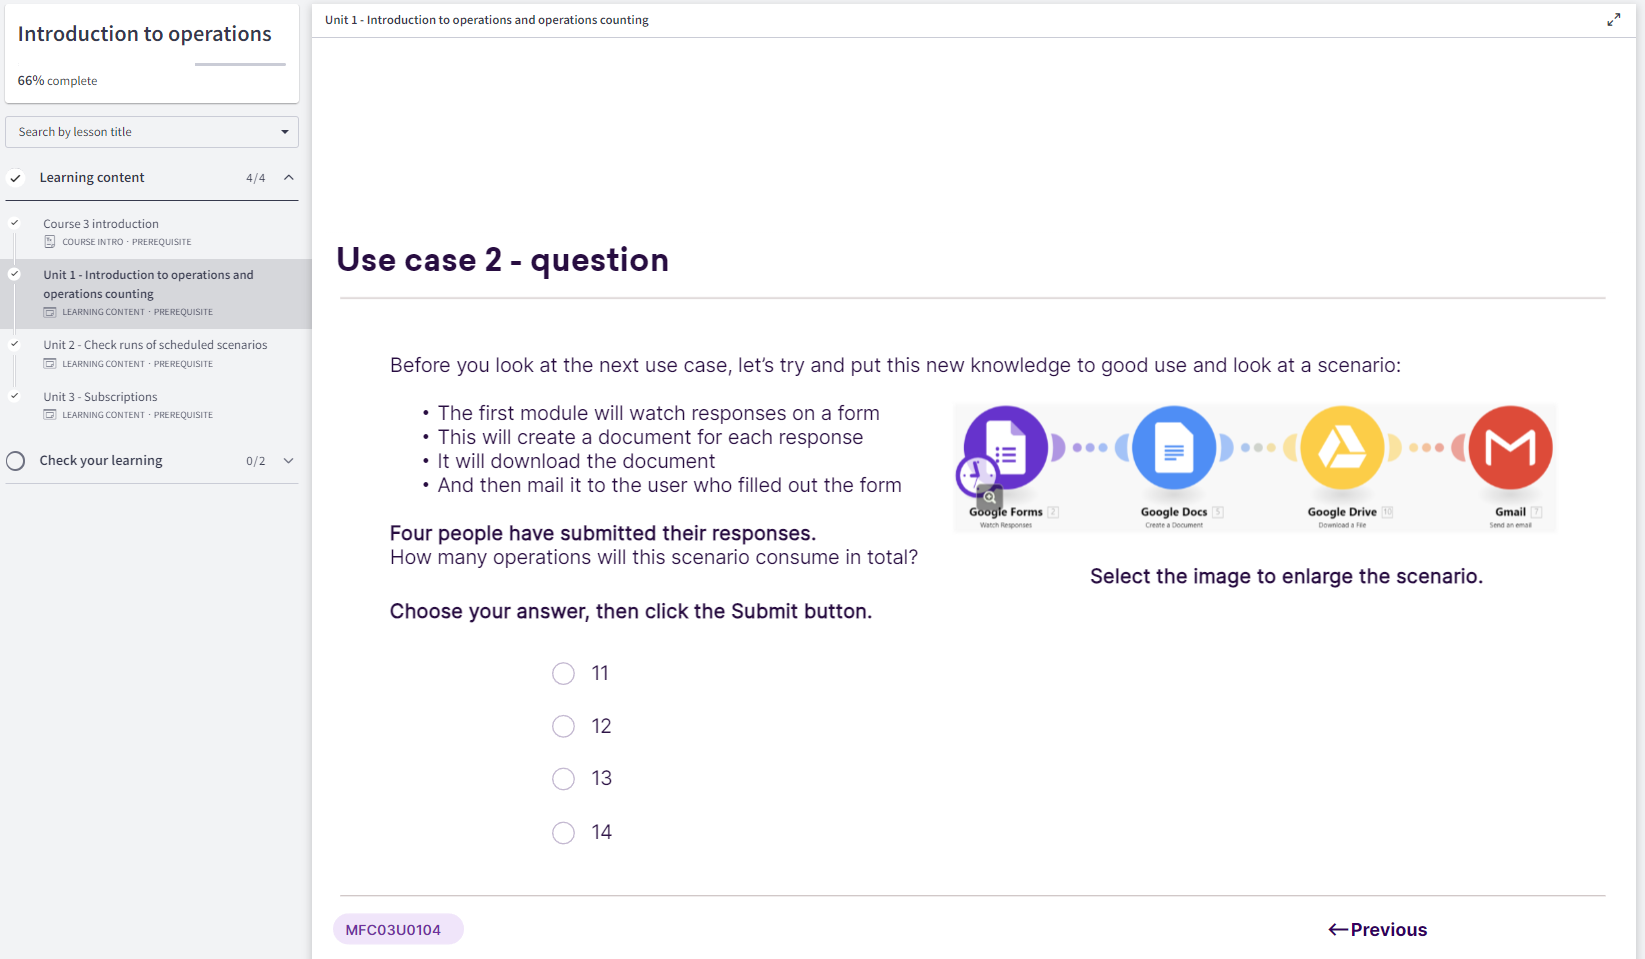 Introduction to operations
66% complete
Search by lesson title
Learning content 4/4
Course 3 introduction
COURSE INTRO · PREREQUISITE
Unit 1 - Introduction to operations and
operations counting
LEARNING CONTENT · PREREQUISITE
Unit 2 - Check runs of scheduled scenarios
LEARNING CONTENT · PREREQUISITE
Unit 3 - Subscriptions
LEARNING CONTENT · PREREQUISITE
Check your learning 0/2
Unit 1 - Introduction to operations and operations counting
Use case 2 - question
Before you look at the next use case, let’s try and put this new knowledge to good use and look at a scenario:
• The first module will watch responses on a form
• This will create a document for each response
• It will download the document
• And then mail it to the user who filled out the form
Four people have submitted their responses.
How many operations will this scenario consume in total?
Choose your answer, then click the Submit button.
Google Forms 2
Watch Responses
Google Docs 5
Create a Document
Google Drive 10
Download a File
Gmail 7
Send an email
Select the image to enlarge the scenario.
11
12
13
14
MFC03U0104
←Previous